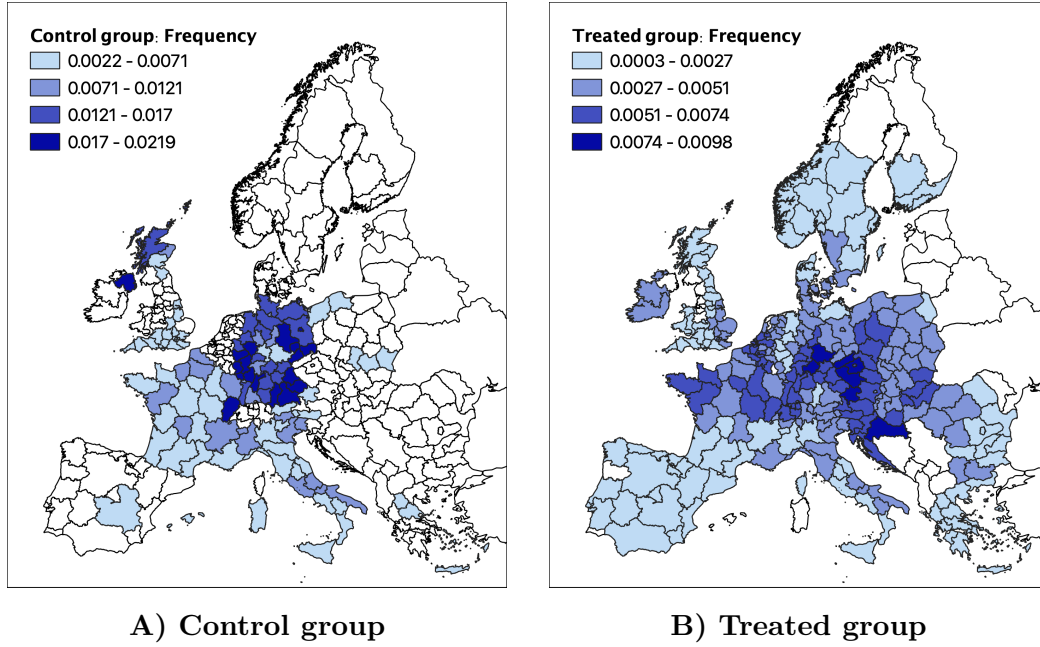 Control group: Frequency
0.0022 - 0.0071
0.0071 - 0.0121
0.0121 - 0.017
0.017 - 0.0219
Treated group: Frequency
0.0003 - 0.0027
0.0027 - 0.0051
0.0051 - 0.0074
0.0074 - 0.0098
A) Control group
B) Treated group